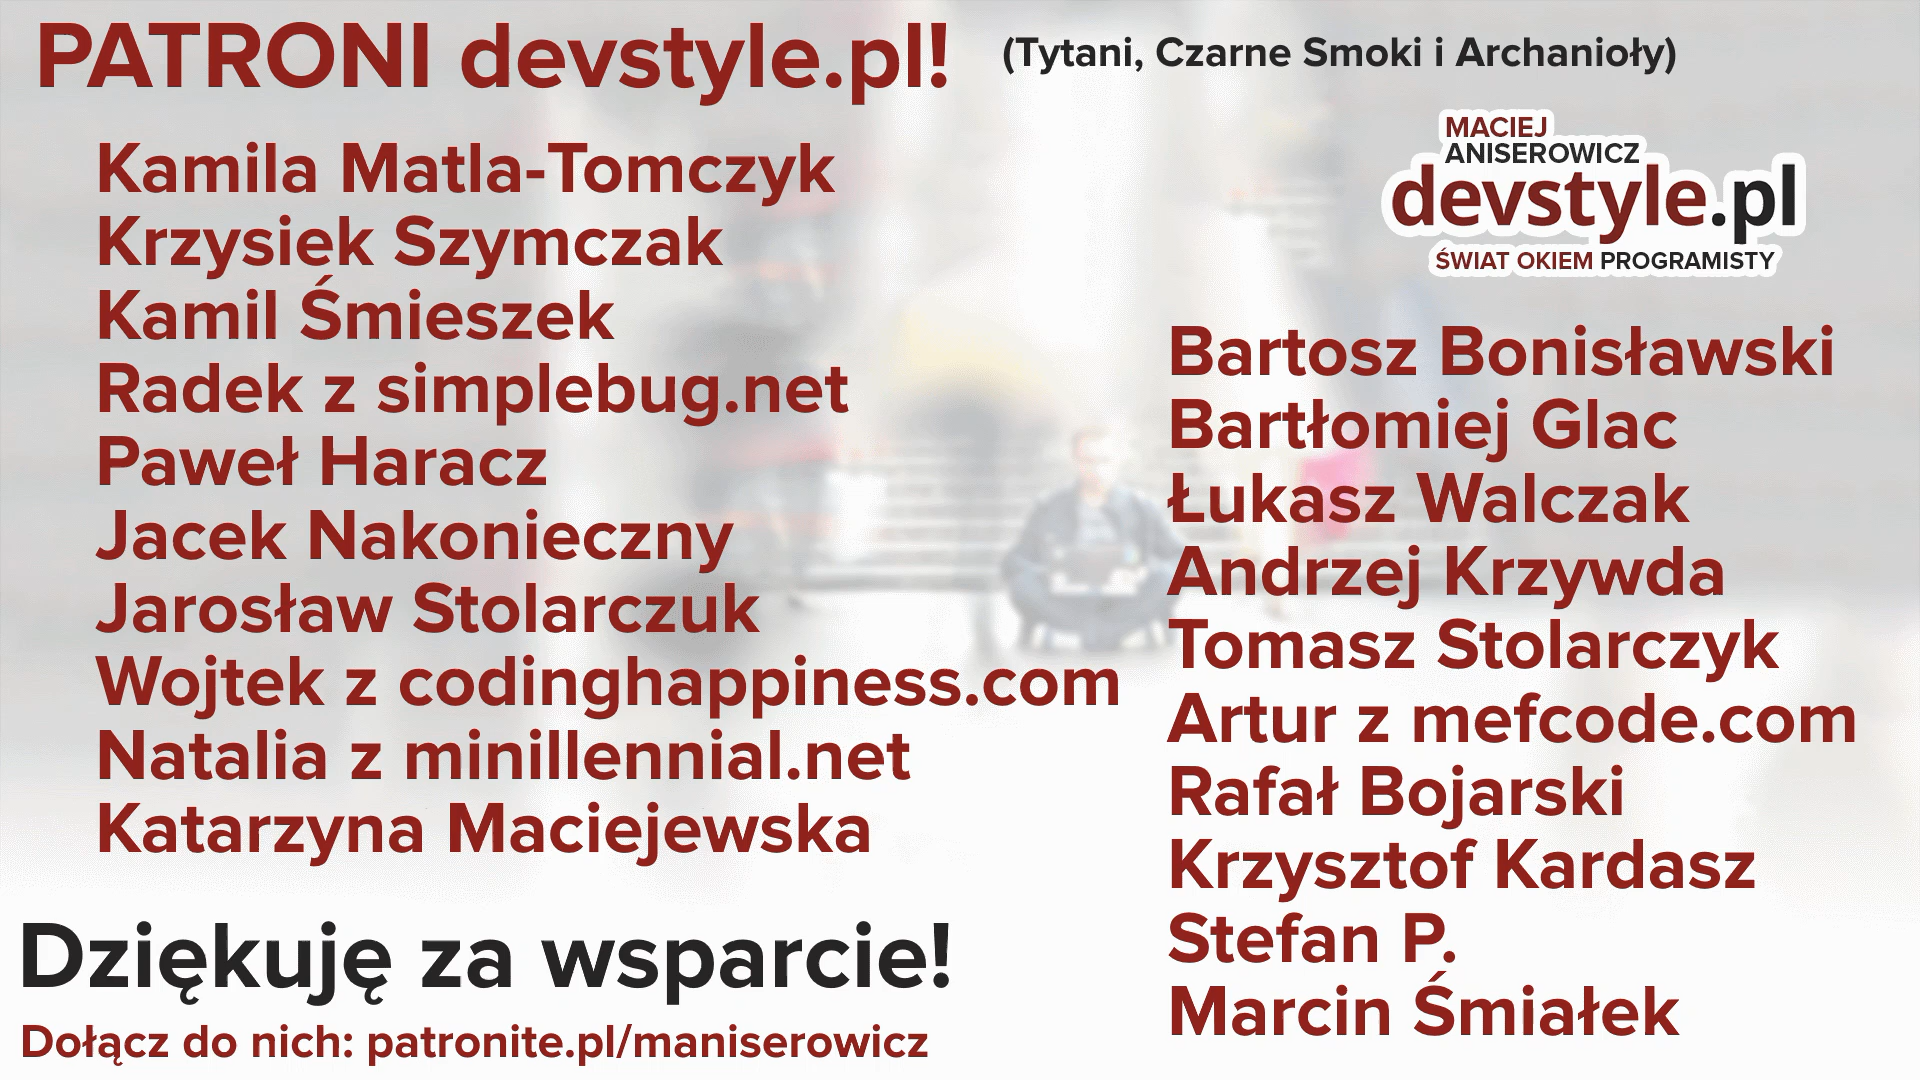 PATRONI devstyle.pl!
(Tytani, Czarne Smoki i Archanioły)
MACIEJ
ANISEROWICZ
devstyle.pl
ŚWIAT OKIEM PROGRAMISTY
Kamila Matla-Tomczyk
Krzysiek Szymczak
Kamil Śmieszek
Radek z simplebug.net
Paweł Haracz
Jacek Nakonieczny
Jarosław Stolarczuk
Wojtek z codinghappiness.com
Natalia z minillennial.net
Katarzyna Maciejewska
Bartosz Bonisławski
Bartłomiej Glac
Łukasz Walczak
Andrzej Krzywda
Tomasz Stolarczyk
Artur z mefcode.com
Rafał Bojarski
Krzysztof Kardasz
Stefan P.
Marcin Śmiałek
Dziękuję za wsparcie!
Dołącz do nich: patronite.pl/maniserowicz